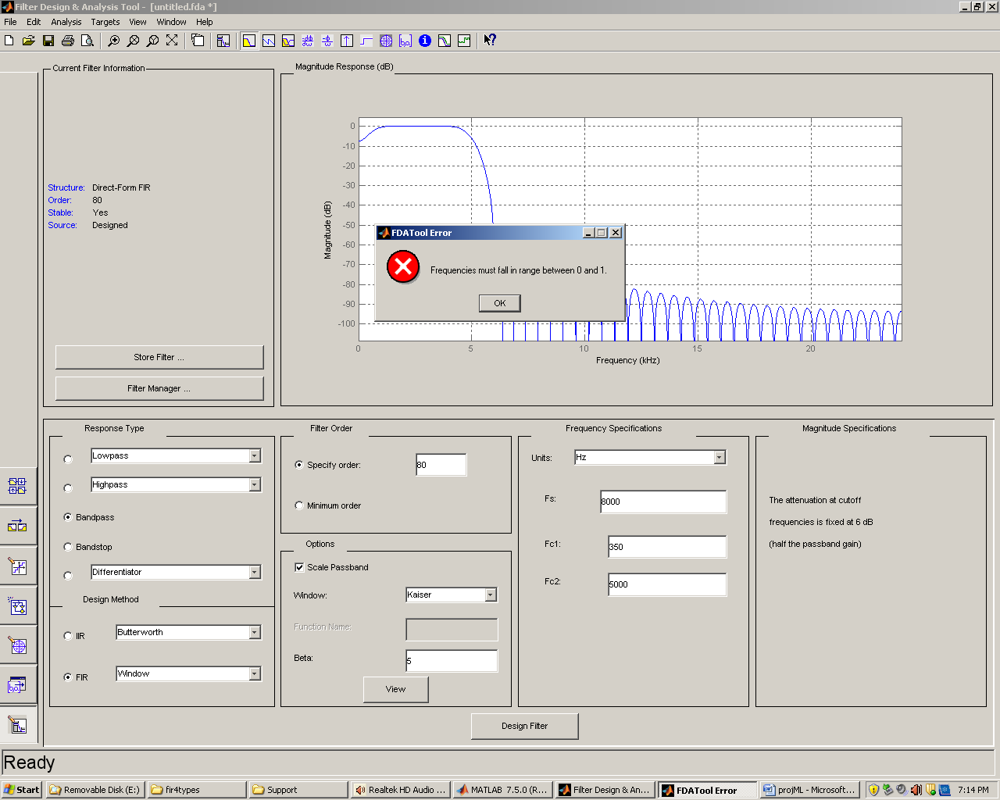 Filter Design & Analysis Tool - [untitled.fda *]
File Edit Analysis Targets View Window Help
Current Filter Information
Structure: Direct-Form FIR
Order: 80
Stable: Yes
Source: Designed
Store Filter ...
Filter Manager ...
Magnitude Response (dB)
0
-10
-20
-30
-40
-50
-60
-70
-80
-90
-100
Magnitude (dB)
0 5 10 15 20
Frequency (kHz)
FDATool Error
Frequencies must fall in range between 0 and 1.
OK
Response Type
Lowpass
Highpass
Bandpass
Bandstop
Differentiator
Design Method
IIR Butterworth
FIR Window
Filter Order
Specify order: 80
Minimum order
Options
Scale Passband
Window: Kaiser
Function Name:
Beta: 5
View
Frequency Specifications
Units: Hz
Fs: 8000
Fc1: 350
Fc2: 5000
Magnitude Specifications
The attenuation at cutoff
frequencies is fixed at 6 dB
(half the passband gain)
Design Filter
Ready
Start Removable Disk (E:) fir4types Support Realtek HD Audio ... MATLAB 7.5.0 (R... Filter Design & An... FDATool Error projML - Microsoft... 7:14 PM